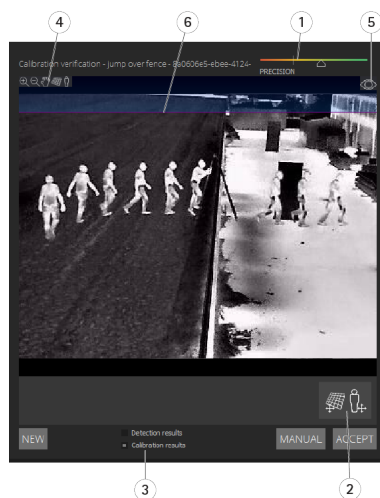 1
6
4
5
Calibration verification - jump over fence - 8a0606e5-ebee-4124-
PRECISION
Detection results
Calibration results
NEW
MANUAL
ACCEPT
3
2